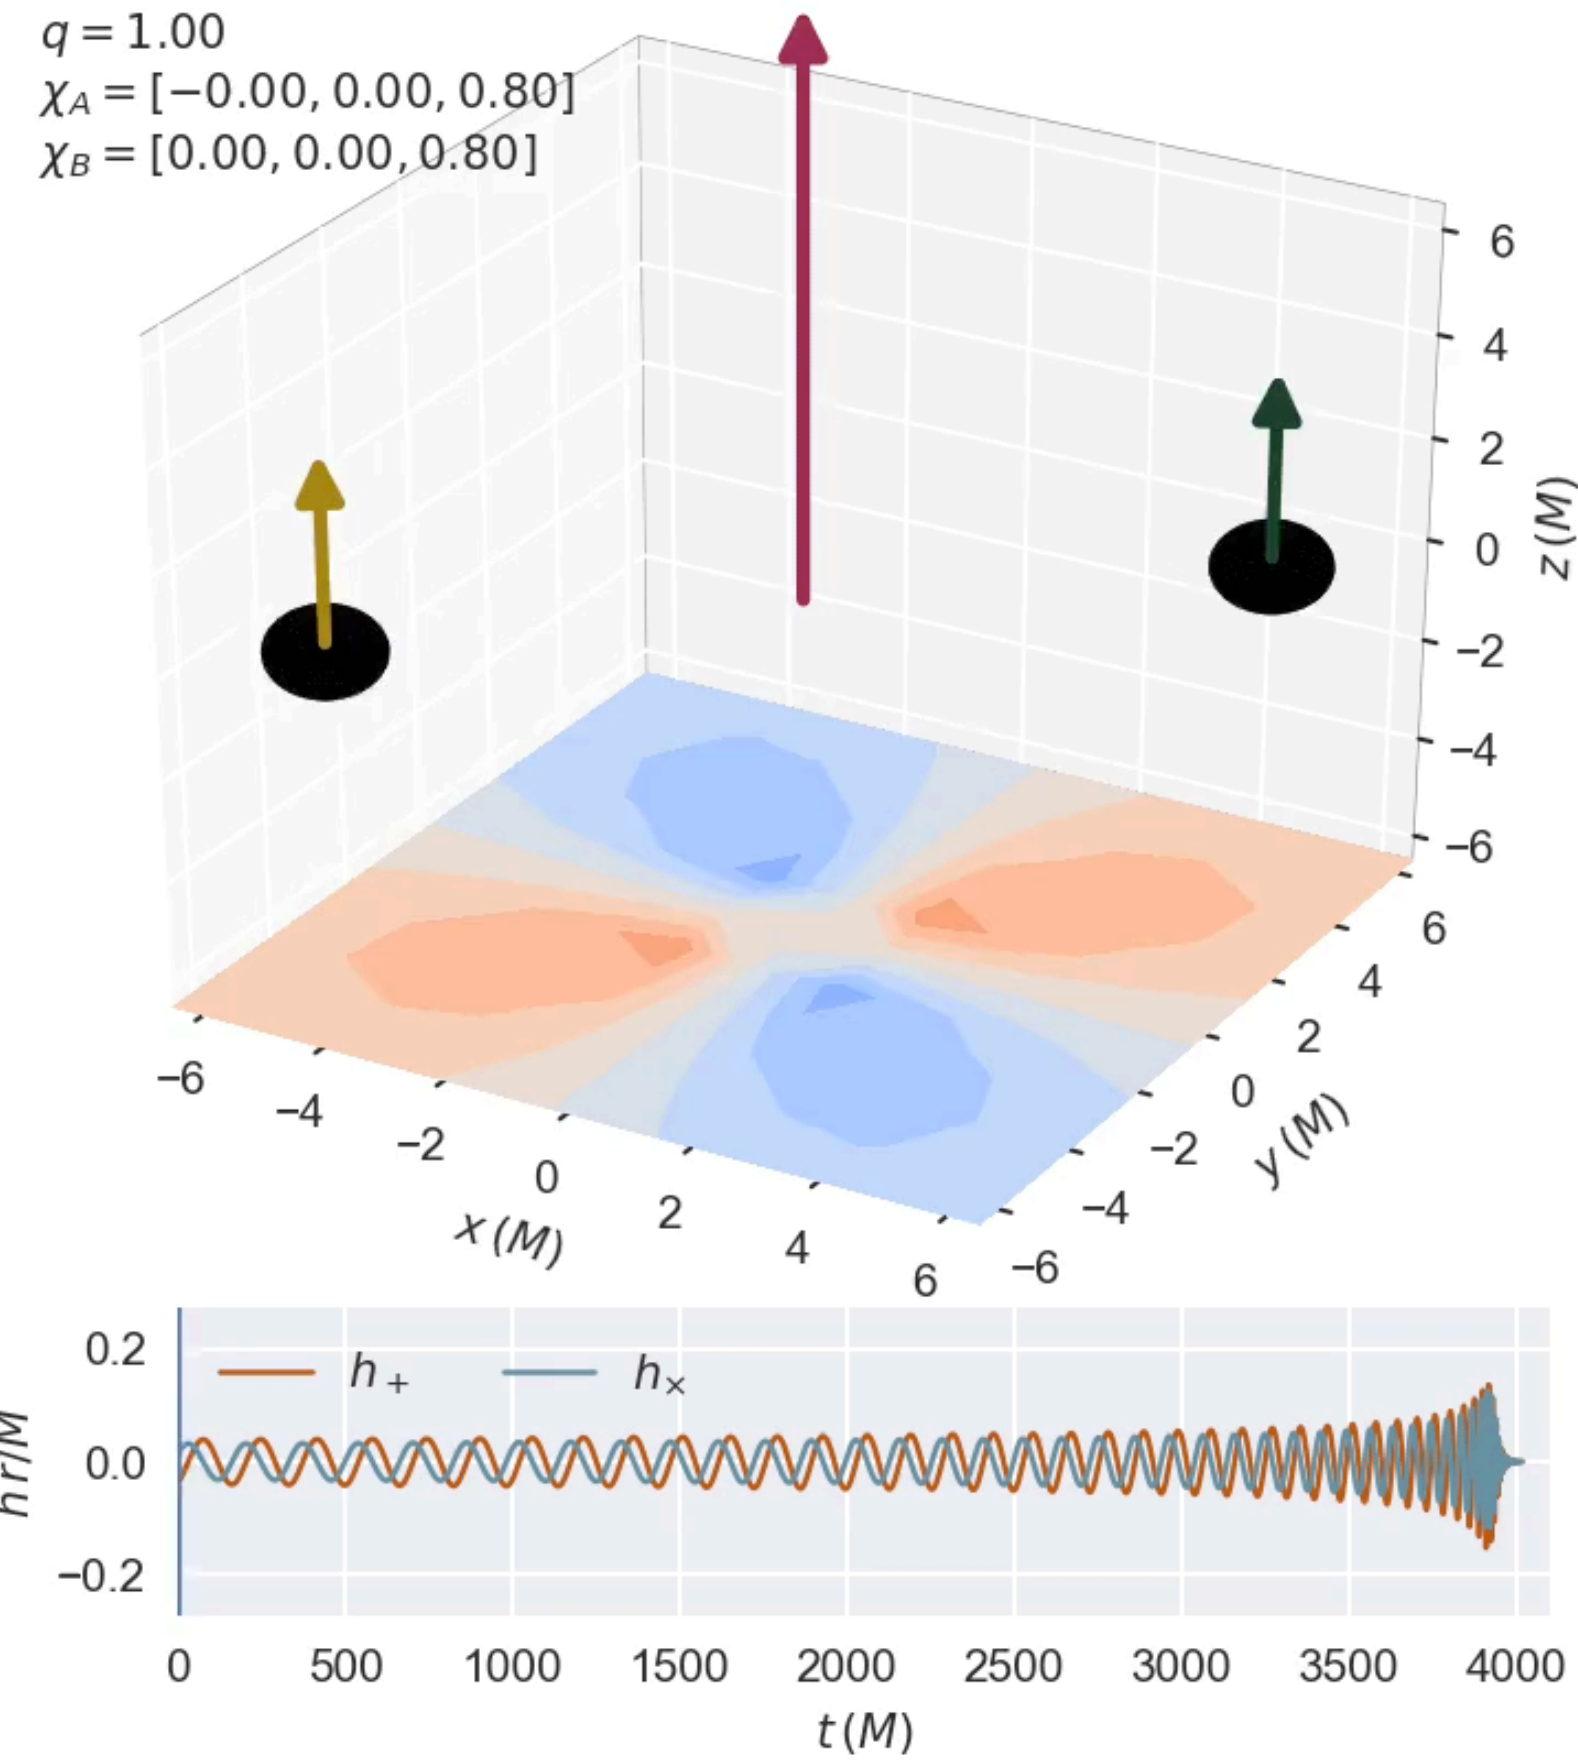 q = 1.00
χ_A = [−0.00, 0.00, 0.80]
χ_B = [0.00, 0.00, 0.80]
6
4
2
0
−2
−4
−6
z (M)
6
4
2
0
−2
−4
−6
y (M)
−6
−4
−2
0
2
4
6
x (M)
h₊
h×
0.2
0.0
−0.2
h r/M
0 500 1000 1500 2000 2500 3000 3500 4000
t (M)